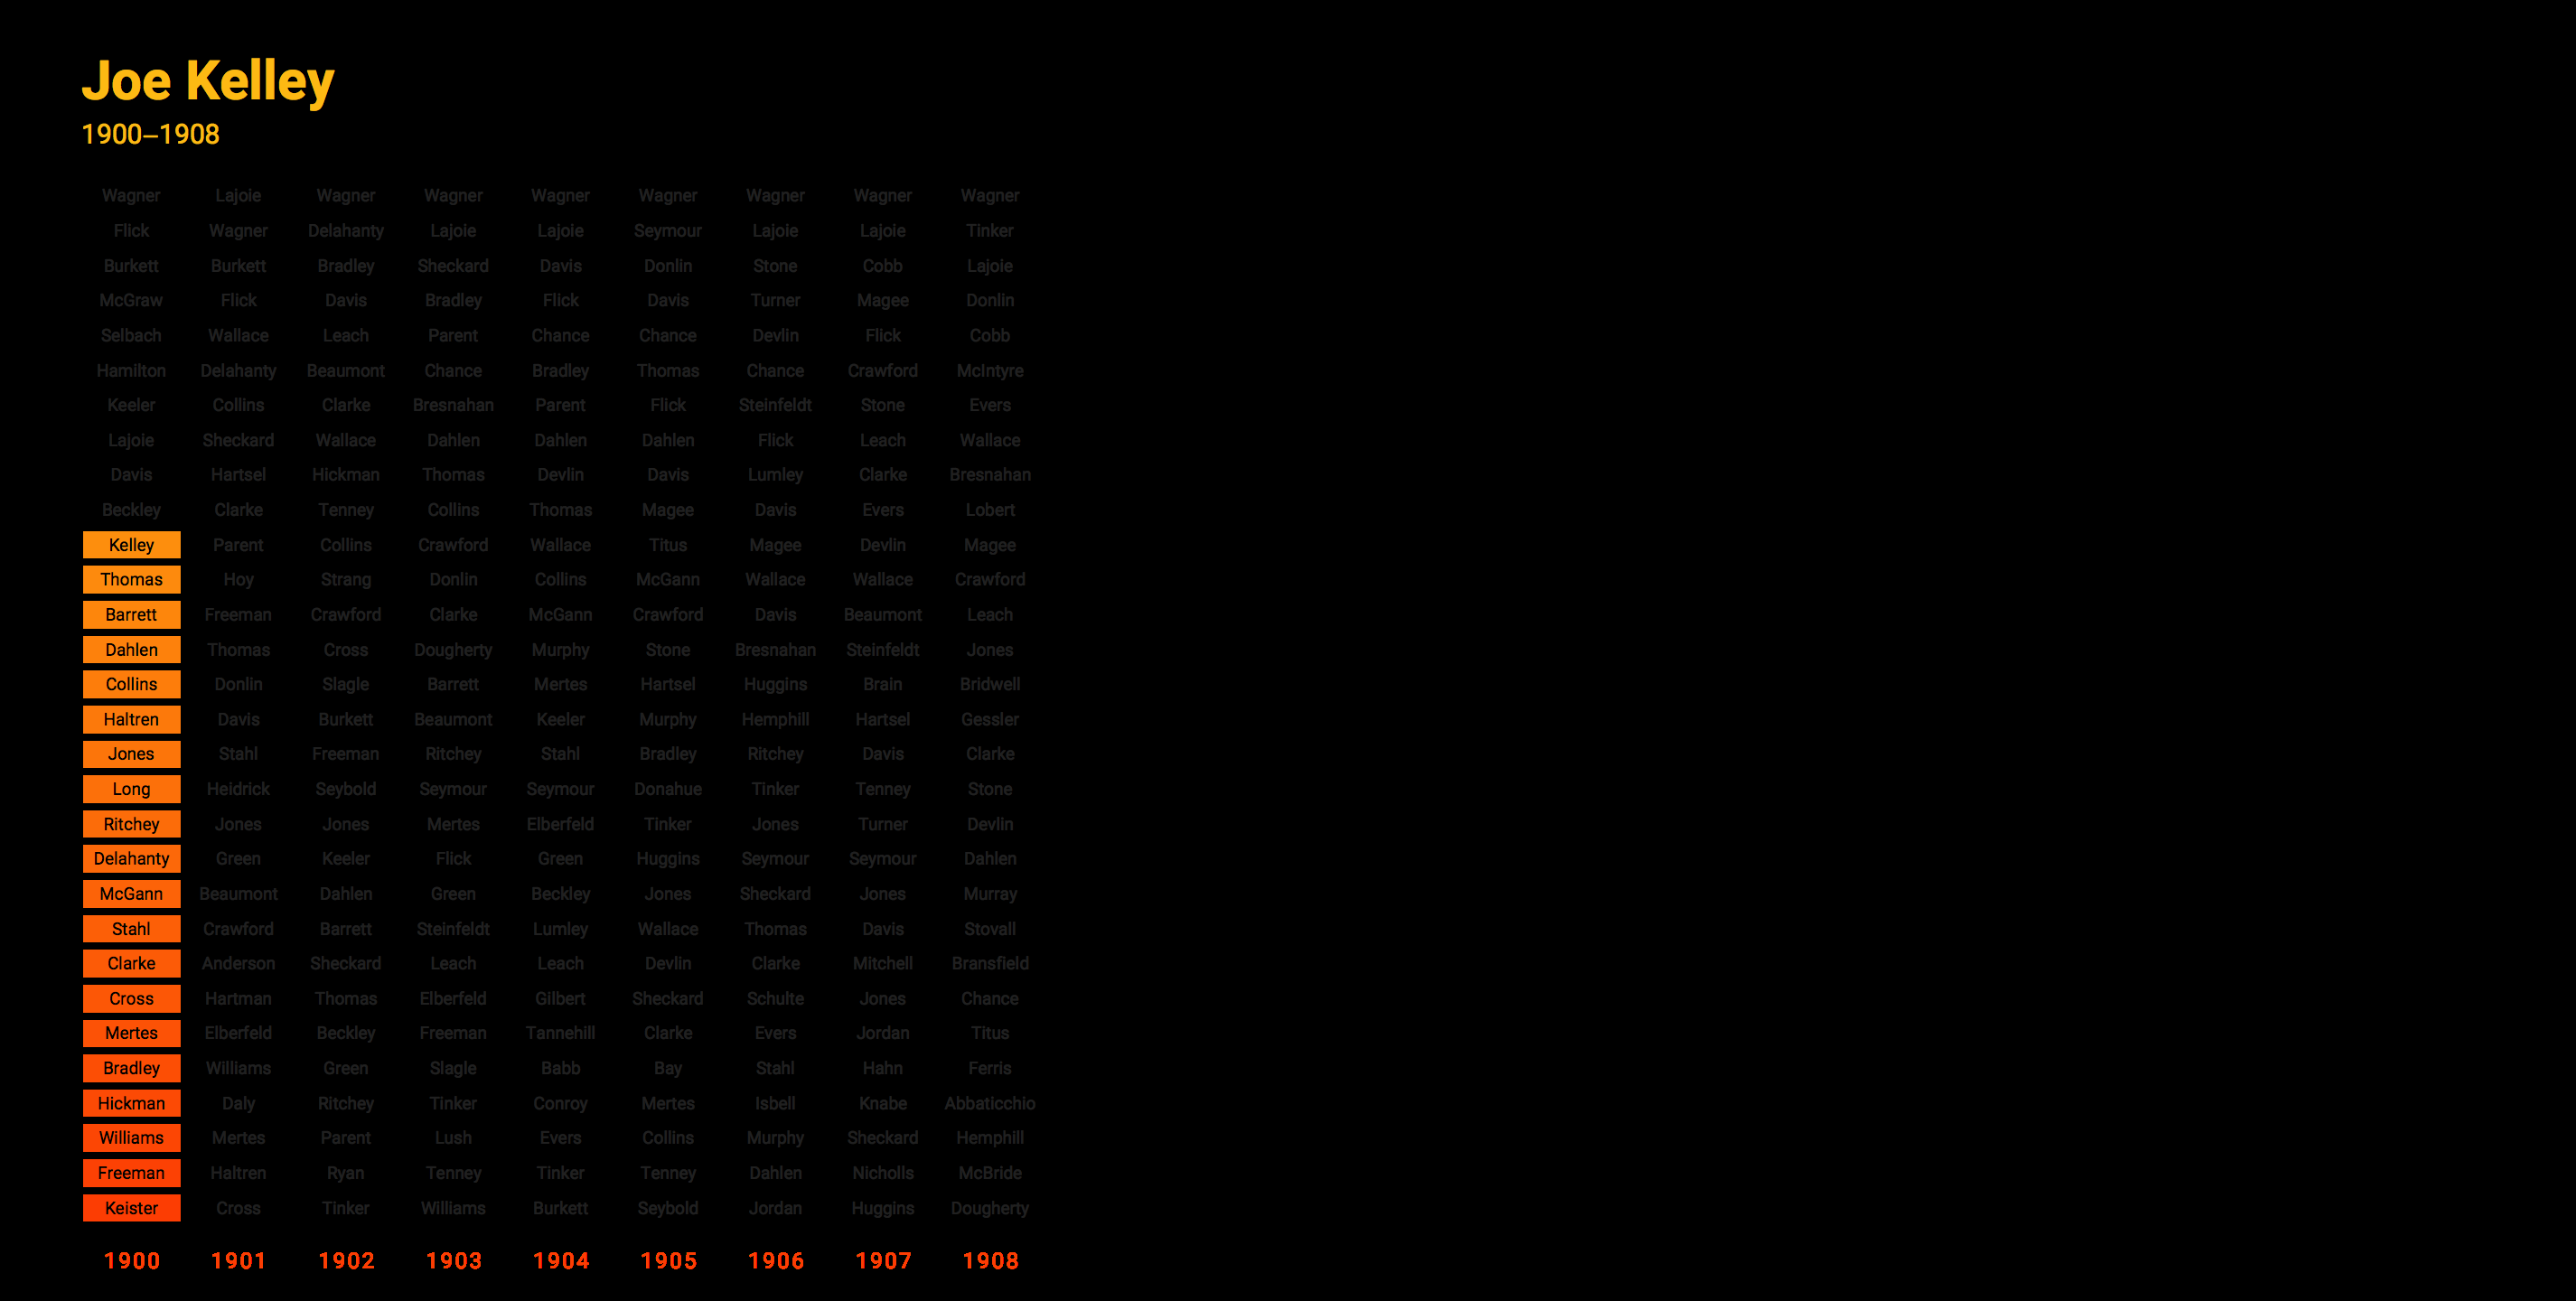 Joe Kelley
1900–1908
Wagner Lajoie Wagner Wagner Wagner Wagner Wagner Wagner Wagner
Flick Wagner Delahanty Lajoie Lajoie Seymour Lajoie Lajoie Tinker
Burkett Burkett Bradley Sheckard Davis Donlin Stone Cobb Lajoie
McGraw Flick Davis Bradley Flick Davis Turner Magee Donlin
Selbach Wallace Leach Parent Chance Chance Devlin Flick Cobb
Hamilton Delahanty Beaumont Chance Bradley Thomas Chance Crawford McIntyre
Keeler Collins Clarke Bresnahan Parent Flick Steinfeldt Stone Evers
Lajoie Sheckard Wallace Dahlen Dahlen Dahlen Flick Leach Wallace
Davis Hartsel Hickman Thomas Devlin Davis Lumley Clarke Bresnahan
Beckley Clarke Tenney Collins Thomas Magee Davis Evers Lobert
Kelley Parent Collins Crawford Wallace Titus Magee Devlin Magee
Thomas Hoy Strang Donlin Collins McGann Wallace Wallace Crawford
Barrett Freeman Crawford Clarke McGann Crawford Davis Beaumont Leach
Dahlen Thomas Cross Dougherty Murphy Stone Bresnahan Steinfeldt Jones
Collins Donlin Slagle Barrett Mertes Hartsel Huggins Brain Bridwell
Haltren Davis Burkett Beaumont Keeler Murphy Hemphill Hartsel Gessler
Jones Stahl Freeman Ritchey Stahl Bradley Ritchey Davis Clarke
Long Heidrick Seybold Seymour Seymour Donahue Tinker Tenney Stone
Ritchey Jones Jones Mertes Elberfeld Tinker Jones Turner Devlin
Delahanty Green Keeler Flick Green Huggins Seymour Seymour Dahlen
McGann Beaumont Dahlen Green Beckley Jones Sheckard Jones Murray
Stahl Crawford Barrett Steinfeldt Lumley Wallace Thomas Davis Stovall
Clarke Anderson Sheckard Leach Leach Devlin Clarke Mitchell Bransfield
Cross Hartman Thomas Elberfeld Gilbert Sheckard Schulte Jones Chance
Mertes Elberfeld Beckley Freeman Tannehill Clarke Evers Jordan Titus
Bradley Williams Green Slagle Babb Bay Stahl Hahn Ferris
Hickman Daly Ritchey Tinker Conroy Mertes Isbell Knabe Abbaticchio
Williams Mertes Parent Lush Evers Collins Murphy Sheckard Hemphill
Freeman Haltren Ryan Tenney Tinker Tenney Dahlen Nicholls McBride
Keister Cross Tinker Williams Burkett Seybold Jordan Huggins Dougherty
1900 1901 1902 1903 1904 1905 1906 1907 1908